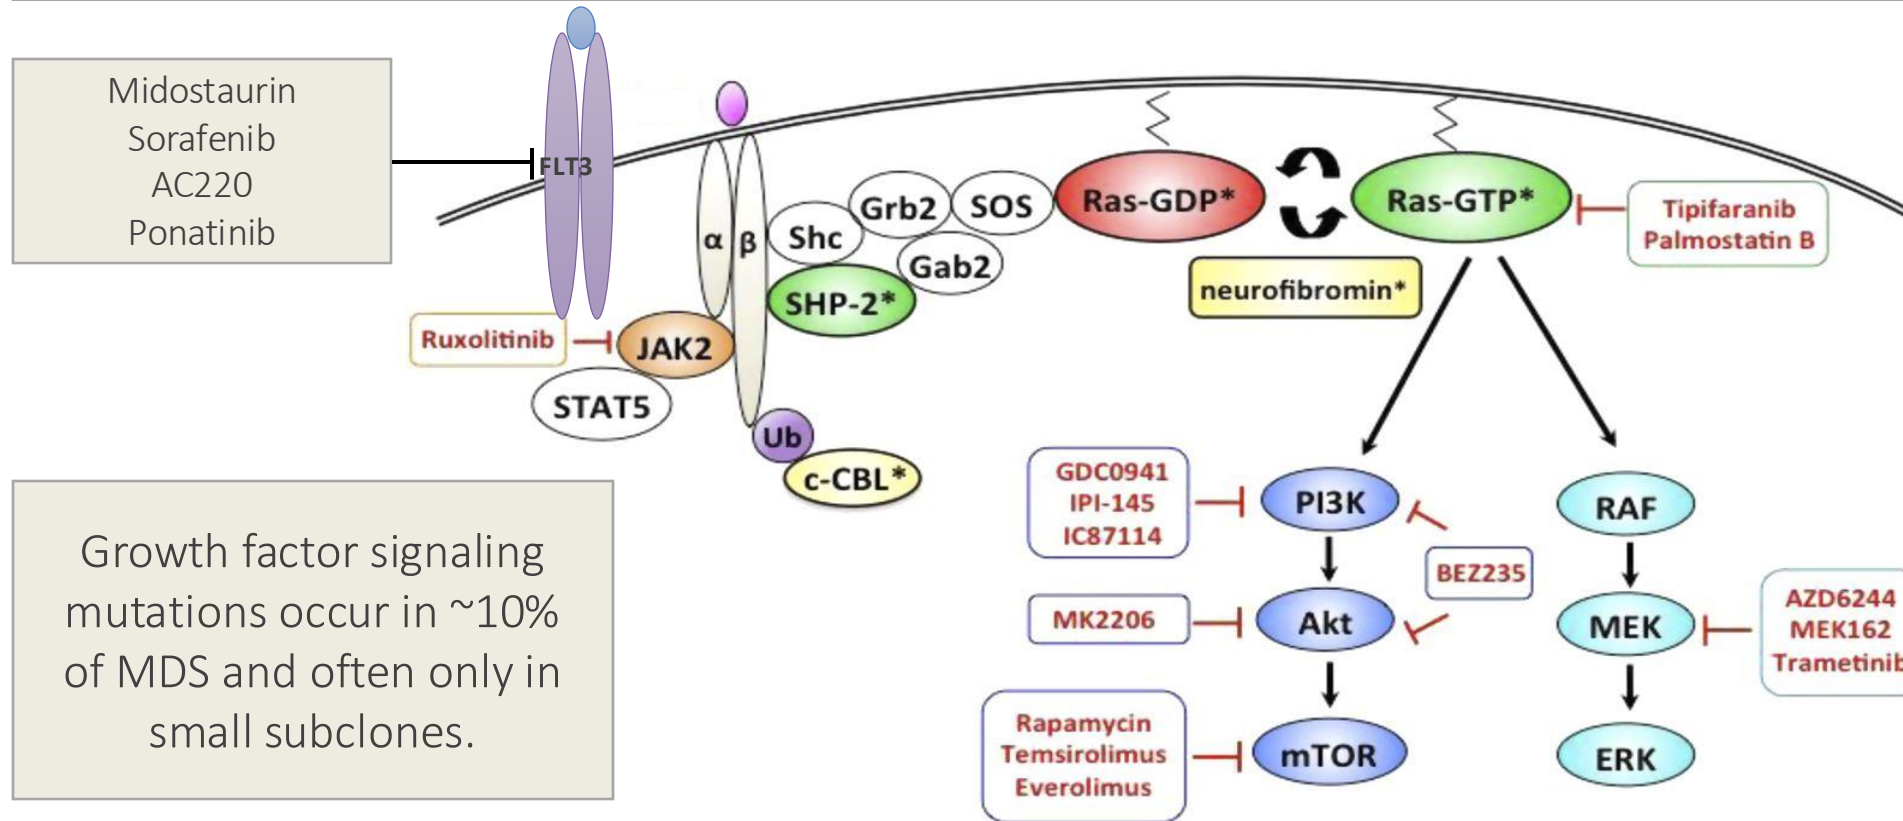 Midostaurin
Sorafenib
AC220
Ponatinib
FLT3
α
β
Shc
Grb2
SOS
Gab2
SHP-2*
Ras-GDP*
Ras-GTP*
Tipifaranib
Palmostatin B
neurofibromin*
Ruxolitinib
JAK2
STAT5
Ub
c-CBL*
Growth factor signaling
mutations occur in ~10%
of MDS and often only in
small subclones.
GDC0941
IPI-145
IC87114
PI3K
RAF
BEZ235
MK2206
Akt
MEK
AZD6244
MEK162
Trametinib
Rapamycin
Temsirolimus
Everolimus
mTOR
ERK